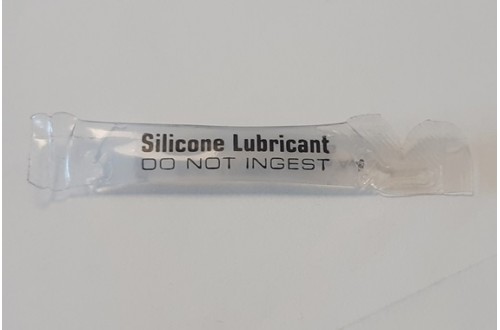 Silicone Lubricant
DO NOT INGEST